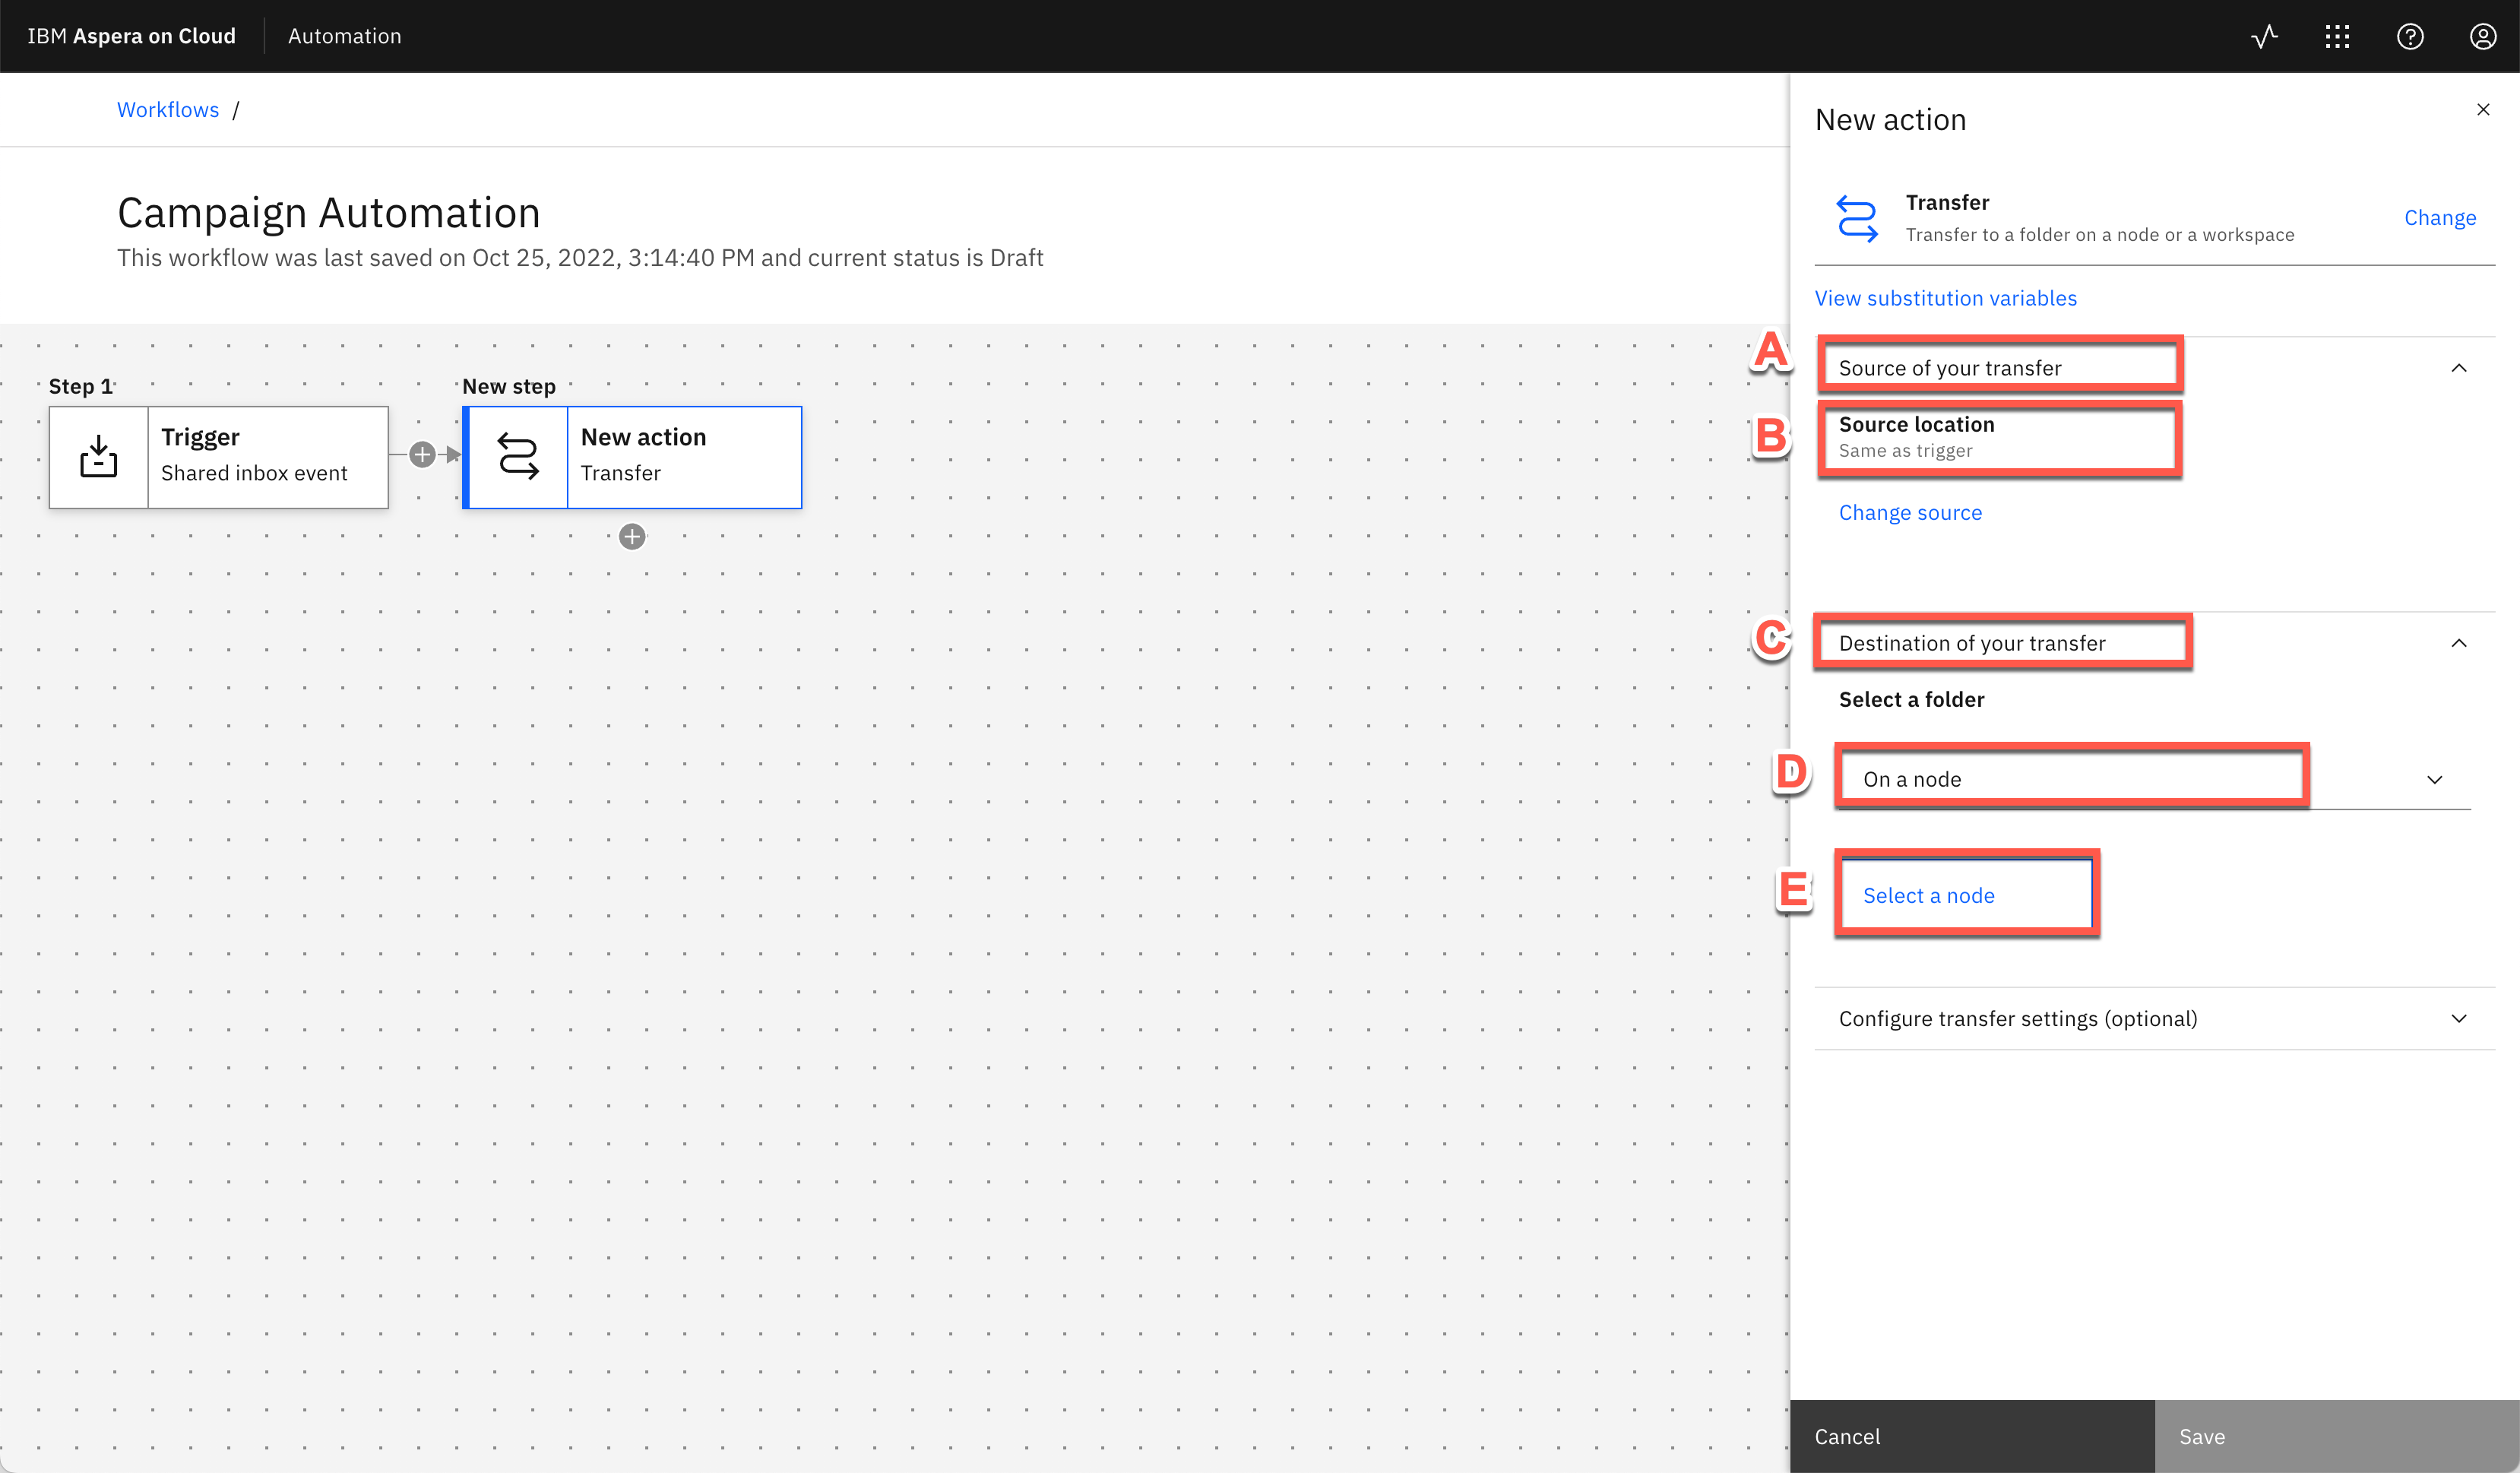 IBM Aspera on Cloud
Automation
Workflows /
Campaign Automation
This workflow was last saved on Oct 25, 2022, 3:14:40 PM and current status is Draft
Step 1
Trigger
Shared inbox event
New step
New action
Transfer
New action
Transfer
Transfer to a folder on a node or a workspace
Change
View substitution variables
A
Source of your transfer
B
Source location
Same as trigger
Change source
C
Destination of your transfer
Select a folder
D
On a node
E
Select a node
Configure transfer settings (optional)
Cancel
Save